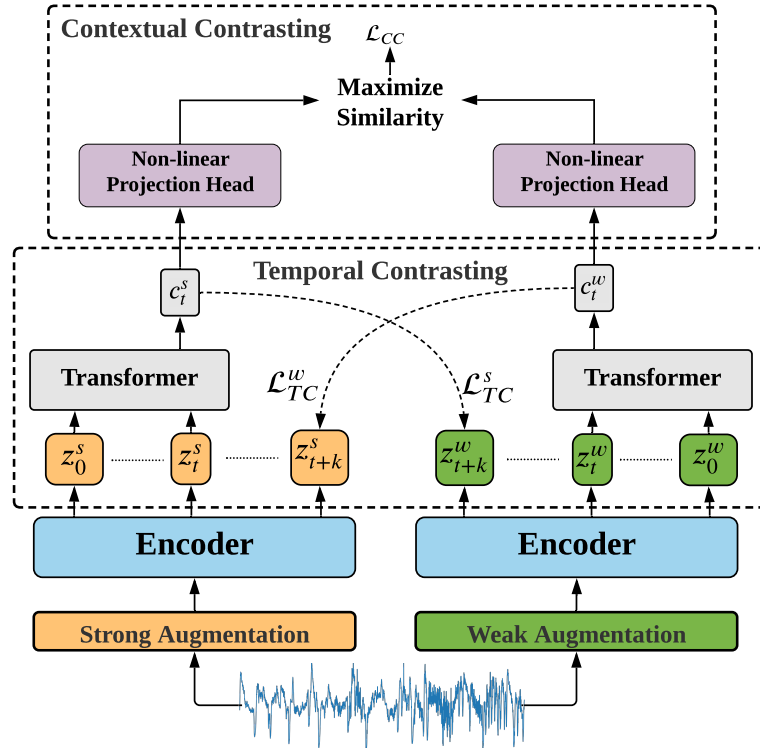 Contextual Contrasting
ℒ_CC
Maximize
Similarity
Non-linear
Projection Head
Non-linear
Projection Head
Temporal Contrasting
c_t^s
c_t^w
Transformer
ℒ_TC^w
ℒ_TC^s
Transformer
z_0^s
z_t^s
z_{t+k}^s
z_{t+k}^w
z_t^w
z_0^w
Encoder
Encoder
Strong Augmentation
Weak Augmentation